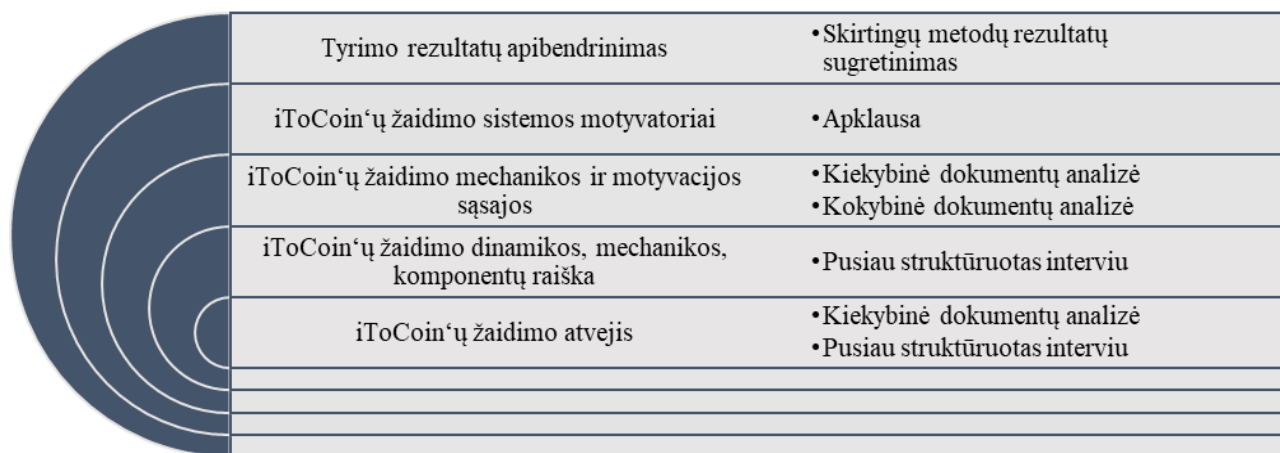 Tyrimo rezultatų apibendrinimas
•Skirtingų metodų rezultatų
sugretinimas
iToCoin‘ų žaidimo sistemos motyvatoriai
•Apklausa
iToCoin‘ų žaidimo mechanikos ir motyvacijos
sąsajos
•Kiekybinė dokumentų analizė
•Kokybinė dokumentų analizė
iToCoin‘ų žaidimo dinamikos, mechanikos,
komponentų raiška
•Pusiau struktūruotas interviu
iToCoin‘ų žaidimo atvejis
•Kiekybinė dokumentų analizė
•Pusiau struktūruotas interviu